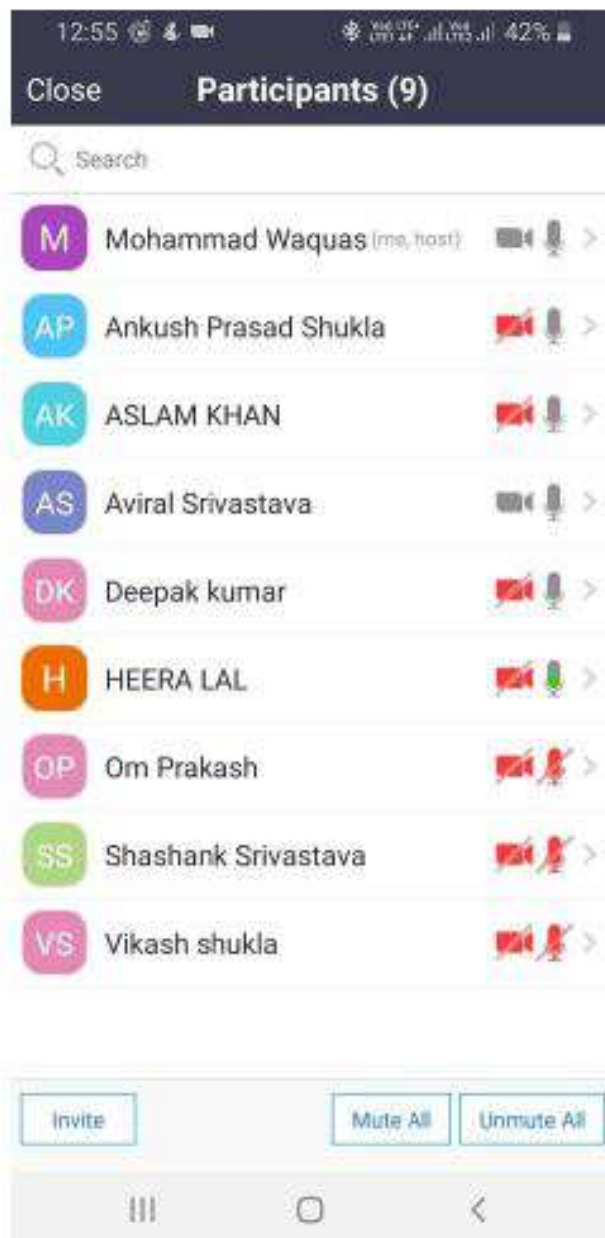 12:55 42%
Close Participants (9)
Search
M Mohammad Waquas (me, host)
AP Ankush Prasad Shukla
AK ASLAM KHAN
AS Aviral Srivastava
DK Deepak kumar
H HEERA LAL
OP Om Prakash
SS Shashank Srivastava
VS Vikash shukla
Invite Mute All Unmute All